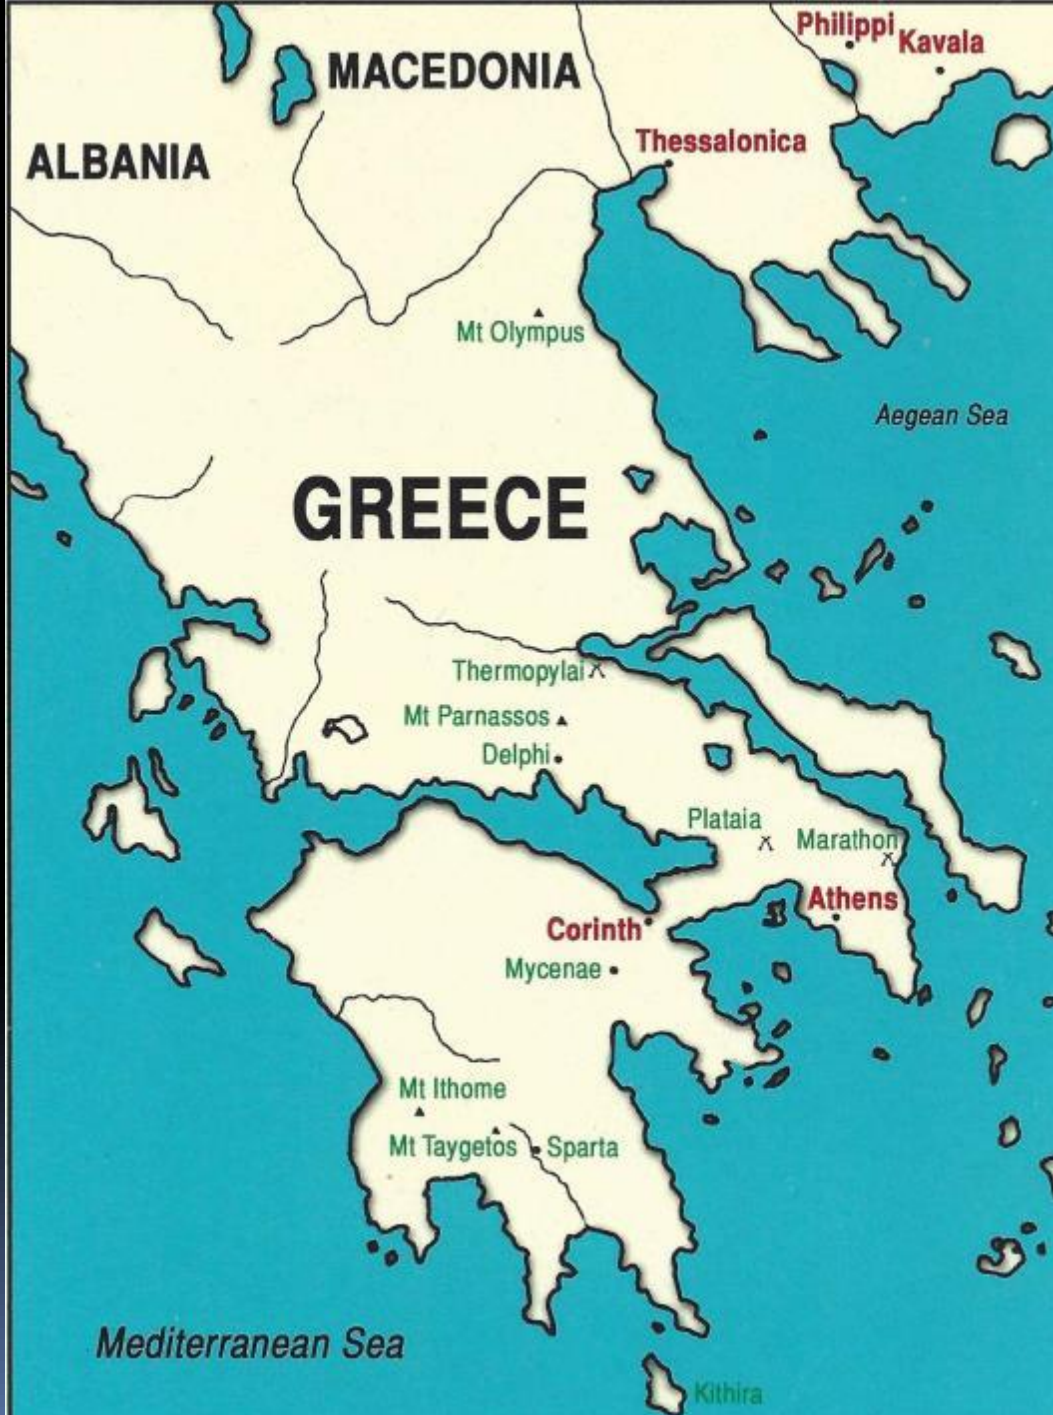 Philippi
Kavala
MACEDONIA
Thessalonica
ALBANIA
Mt Olympus
Aegean Sea
GREECE
Thermopylai
Mt Parnassos
Delphi
Plataia
Marathon
Athens
Corinth
Mycenae
Mt Ithome
Mt Taygetos
Sparta
Mediterranean Sea
Kithira